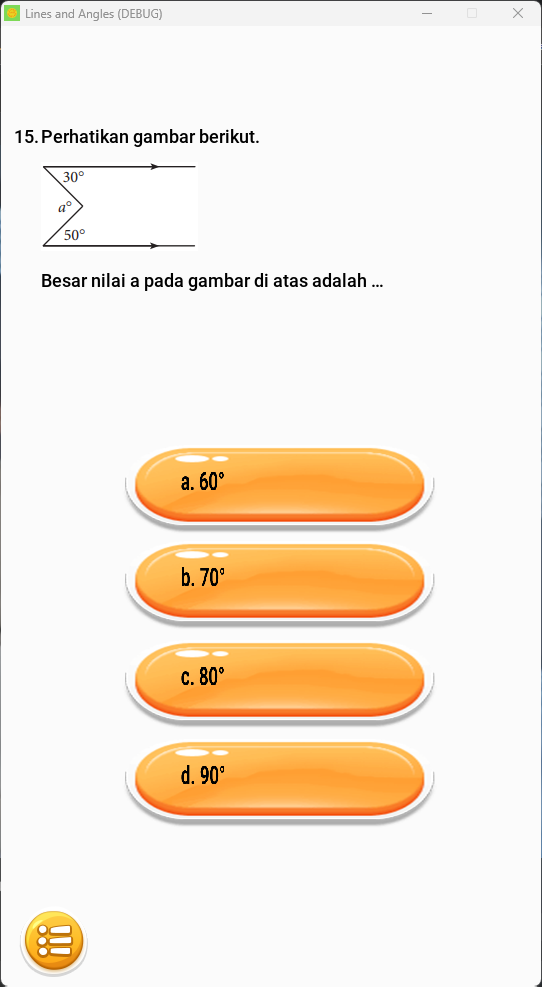 Lines and Angles (DEBUG)
15. Perhatikan gambar berikut.
30°
a°
50°
Besar nilai a pada gambar di atas adalah ...
a. 60°
b. 70°
c. 80°
d. 90°